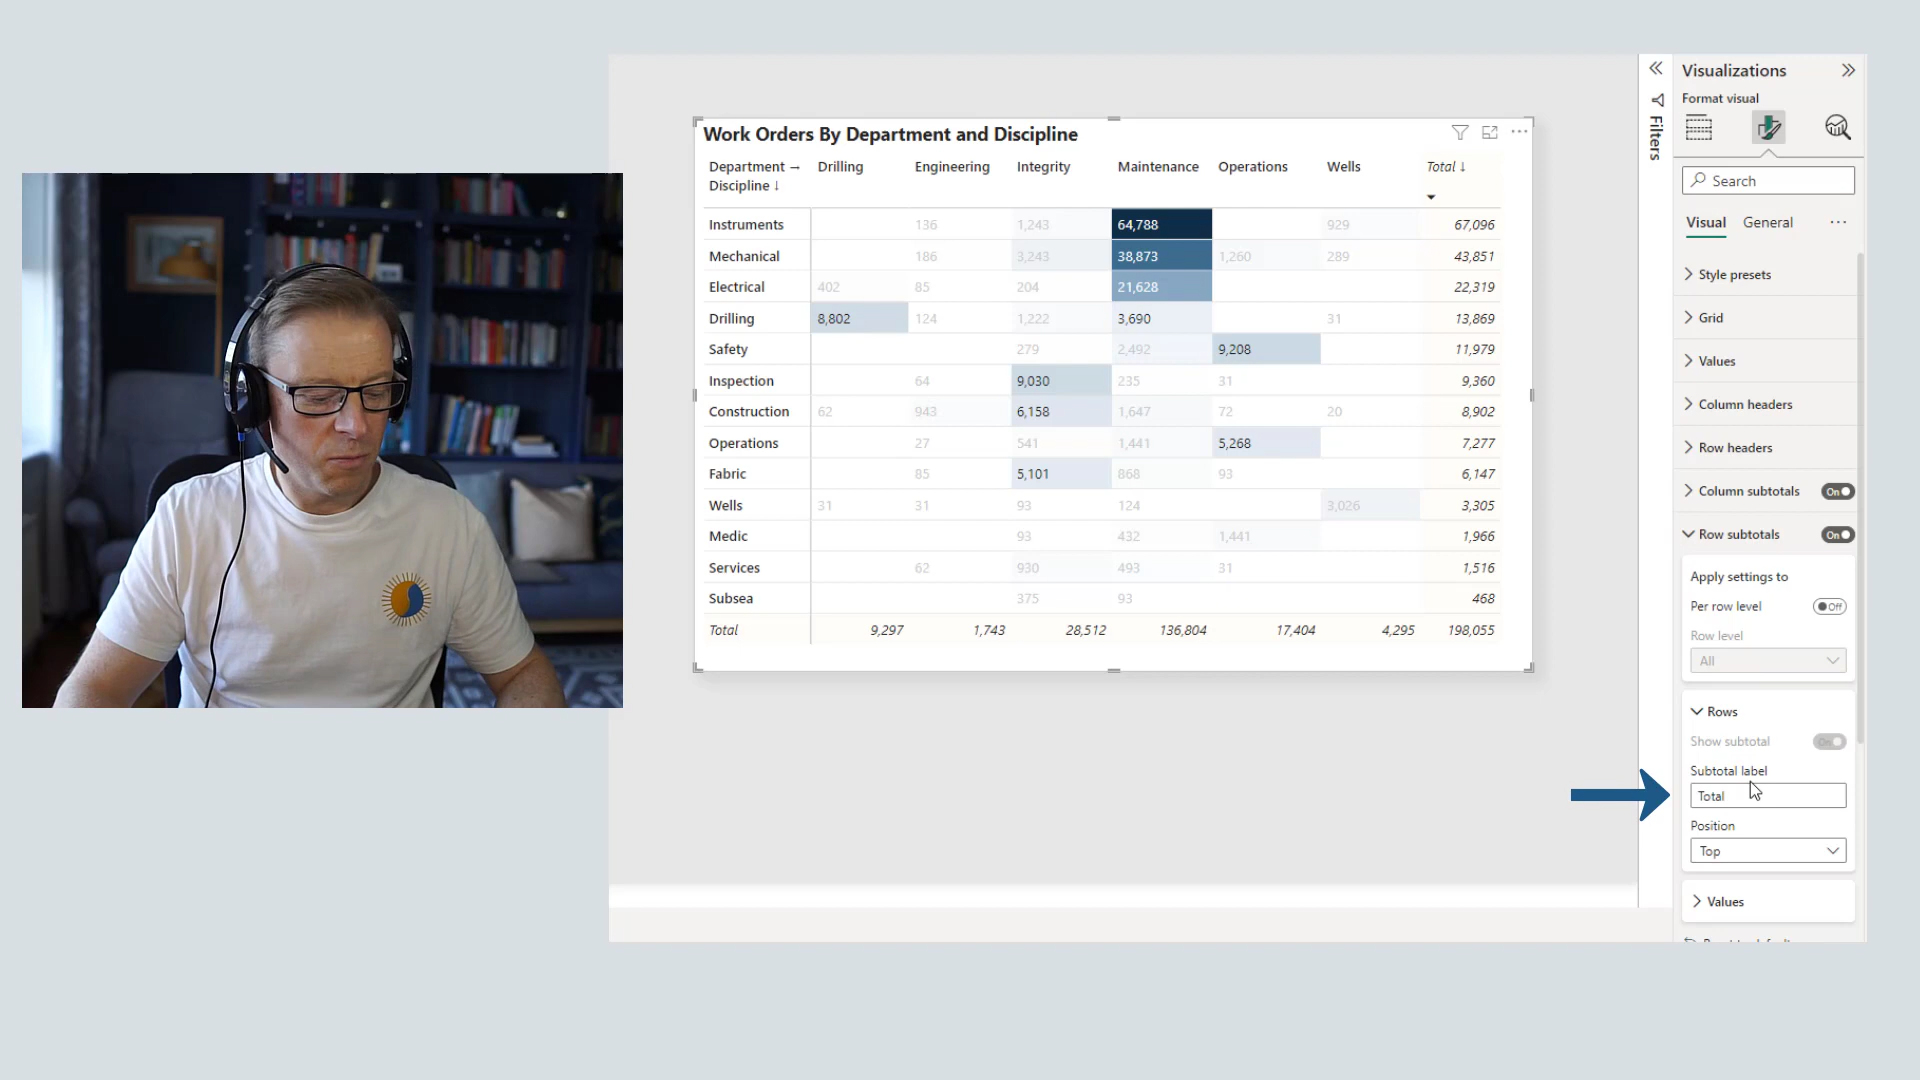 Work Orders By Department and Discipline
Department → Drilling Engineering Integrity Maintenance Operations Wells Total ↓
Discipline ↓
Instruments 136 1,243 64,788 929 67,096
Mechanical 186 3,243 38,873 1,260 289 43,851
Electrical 402 85 204 21,628 22,319
Drilling 8,802 124 1,222 3,690 31 13,869
Safety 279 2,492 9,208 11,979
Inspection 64 9,030 235 31 9,360
Construction 62 943 6,158 1,647 72 20 8,902
Operations 27 541 1,441 5,268 7,277
Fabric 85 5,101 868 93 6,147
Wells 31 31 93 124 3,026 3,305
Medic 93 432 1,441 1,966
Services 62 930 493 31 1,516
Subsea 375 93 468
Total 9,297 1,743 28,512 136,804 17,404 4,295 198,055
Filters
Visualizations
Format visual
Search
Visual General
Style presets
Grid
Values
Column headers
Row headers
Column subtotals On
Row subtotals On
Apply settings to
Per row level Off
Row level
All
Rows
Show subtotal On
Subtotal label
Total
Position
Top
Values